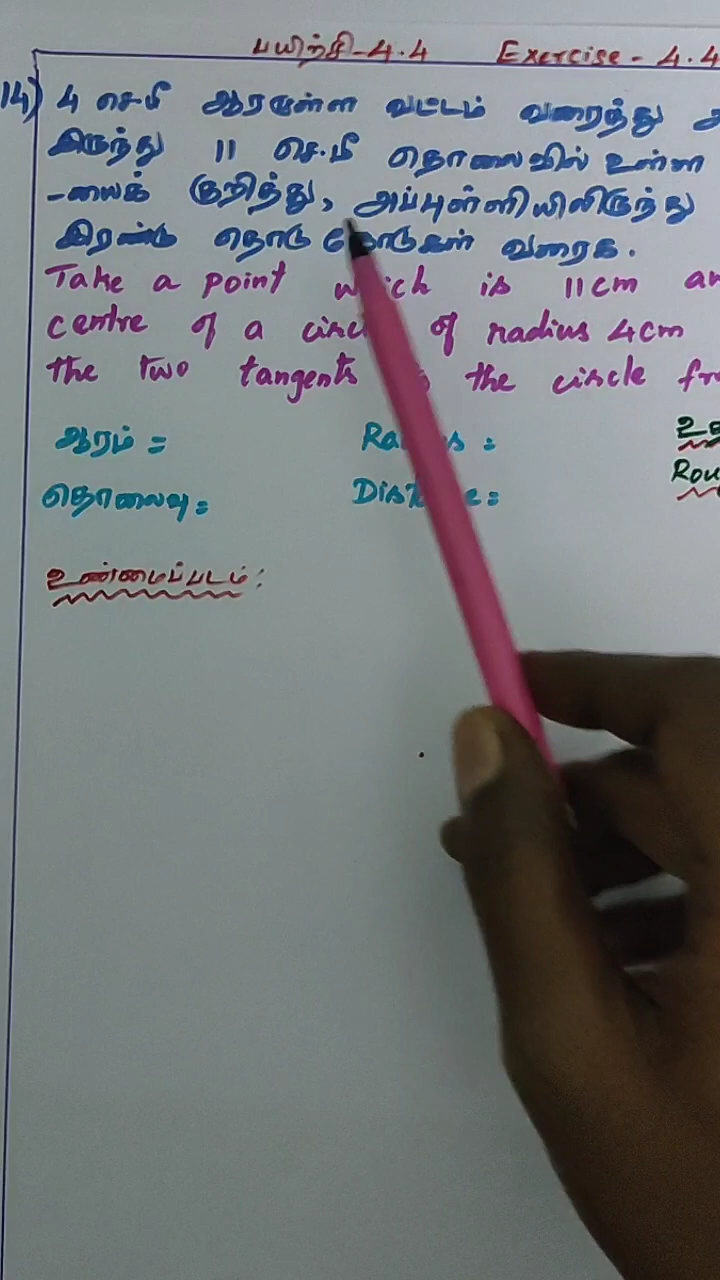 பயிற்சி-4.4 Exercise - 4.4
14) 4 செ.மீ ஆரமுள்ள வட்டம் வரைந்து
இருந்து 11 செ.மீ தொலைவில் உள்ள
-யைக் குறித்து, அப்புள்ளியிலிருந்து
இரண்டு தொடுகோடுகள் வரைக.
Take a point which is 11cm
centre of a circle of radius 4cm
the two tangents the circle
ஆரம் = Radius =
தொலைவு = Distance =
உண்மைப்படம்: